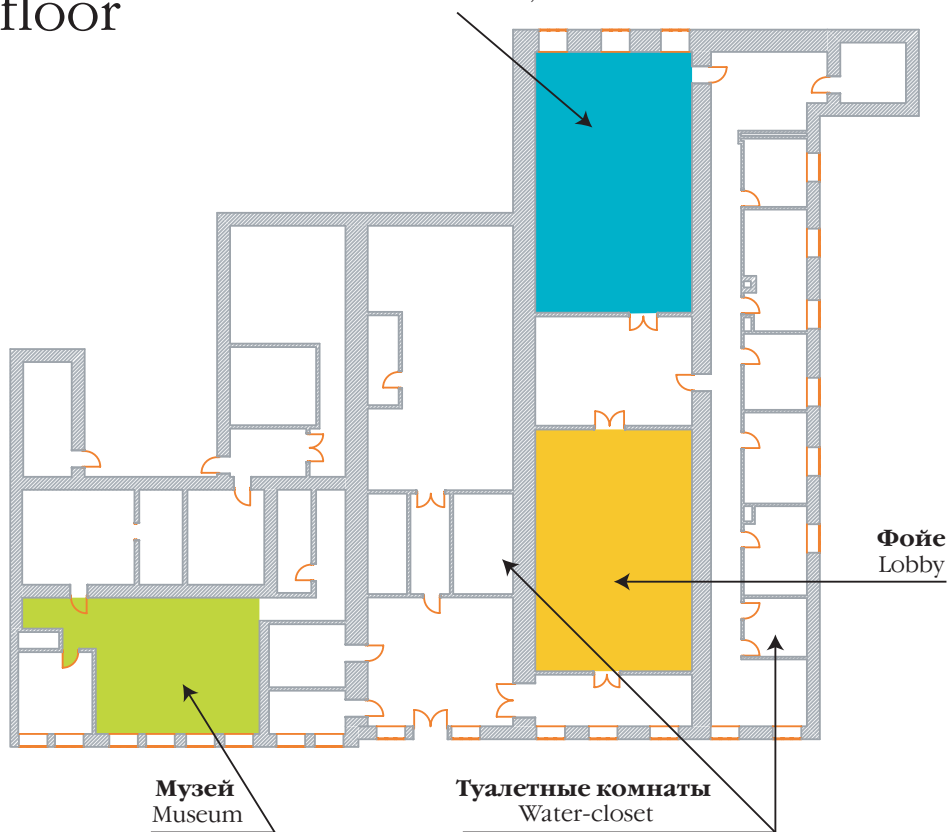 floor
Фойе
Lobby
Музей
Museum
Туалетные комнаты
Water-closet